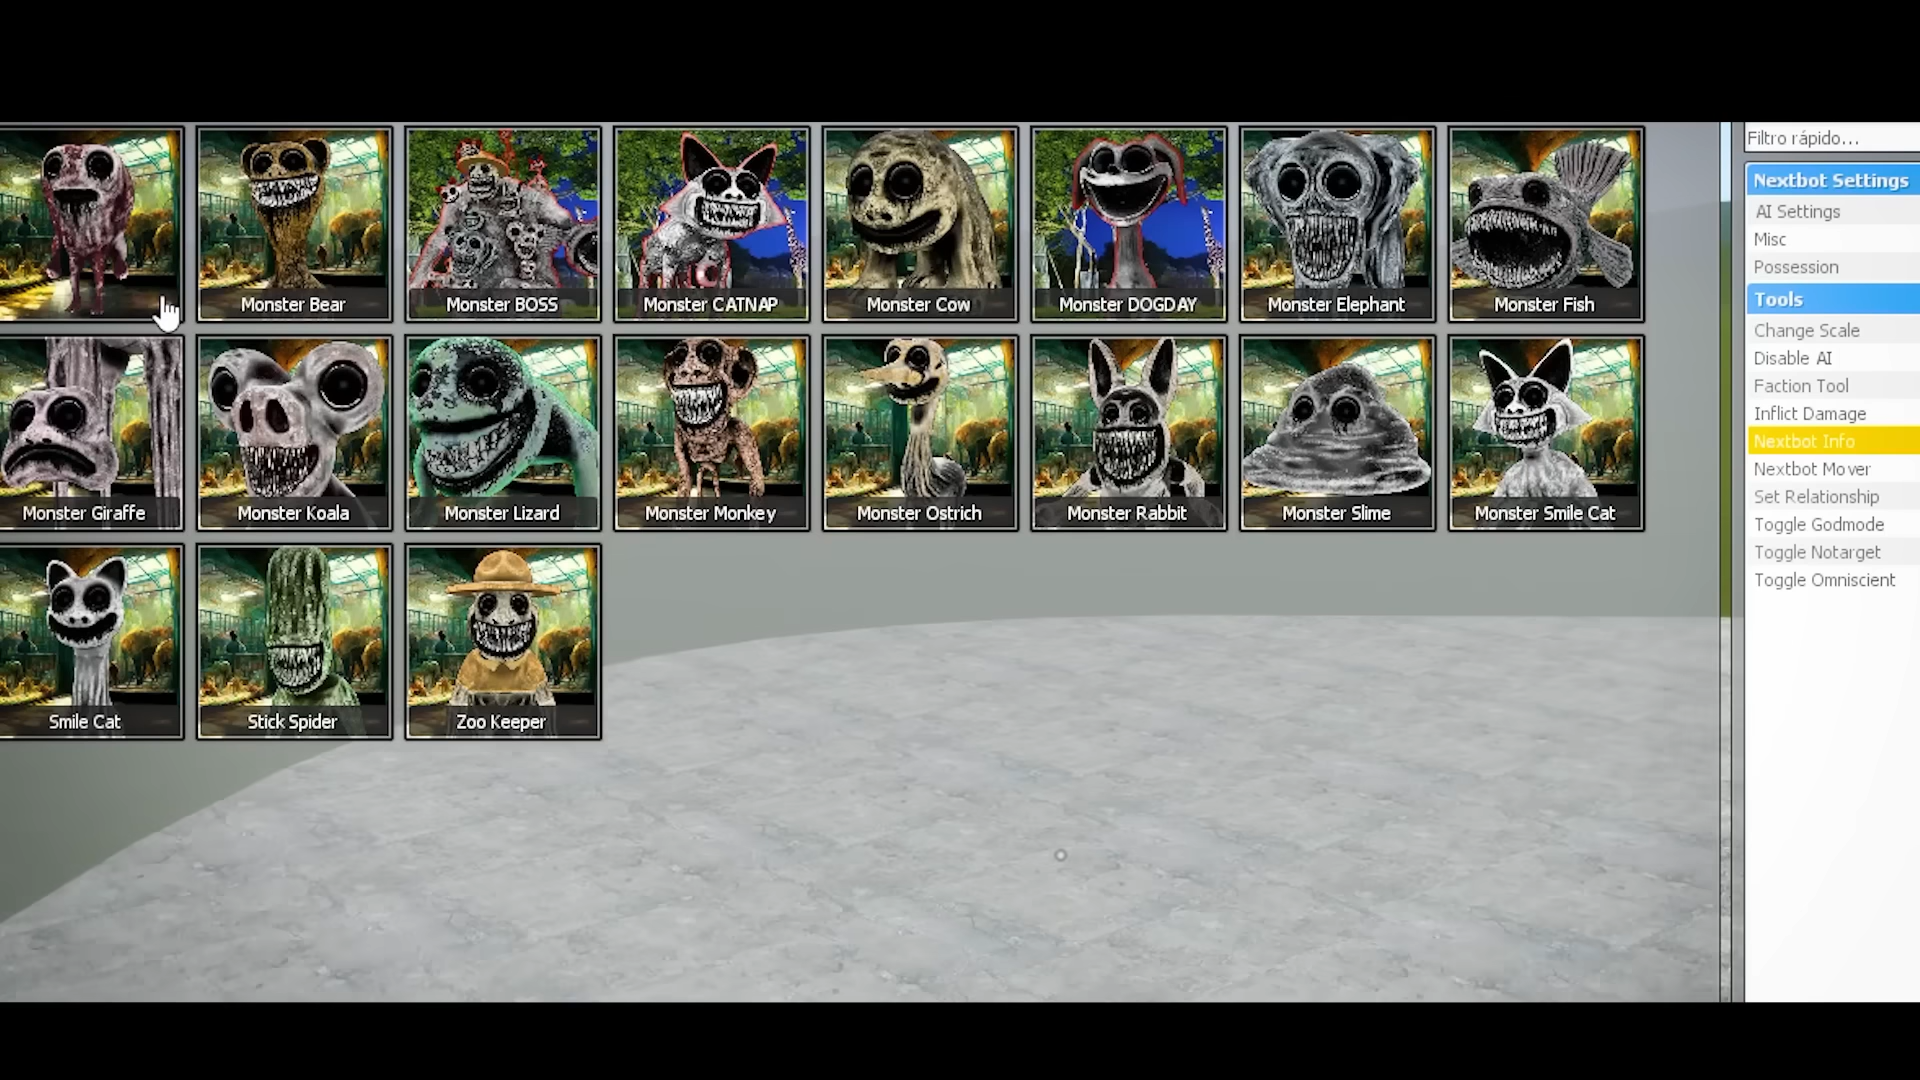 Filtro rápido...
Nextbot Settings
AI Settings
Misc
Possession
Tools
Change Scale
Disable AI
Faction Tool
Inflict Damage
Nextbot Info
Nextbot Mover
Set Relationship
Toggle Godmode
Toggle Notarget
Toggle Omniscient
Monster Bear
Monster BOSS
Monster CATNAP
Monster Cow
Monster DOGDAY
Monster Elephant
Monster Fish
Monster Giraffe
Monster Koala
Monster Lizard
Monster Monkey
Monster Ostrich
Monster Rabbit
Monster Slime
Monster Smile Cat
Smile Cat
Stick Spider
Zoo Keeper